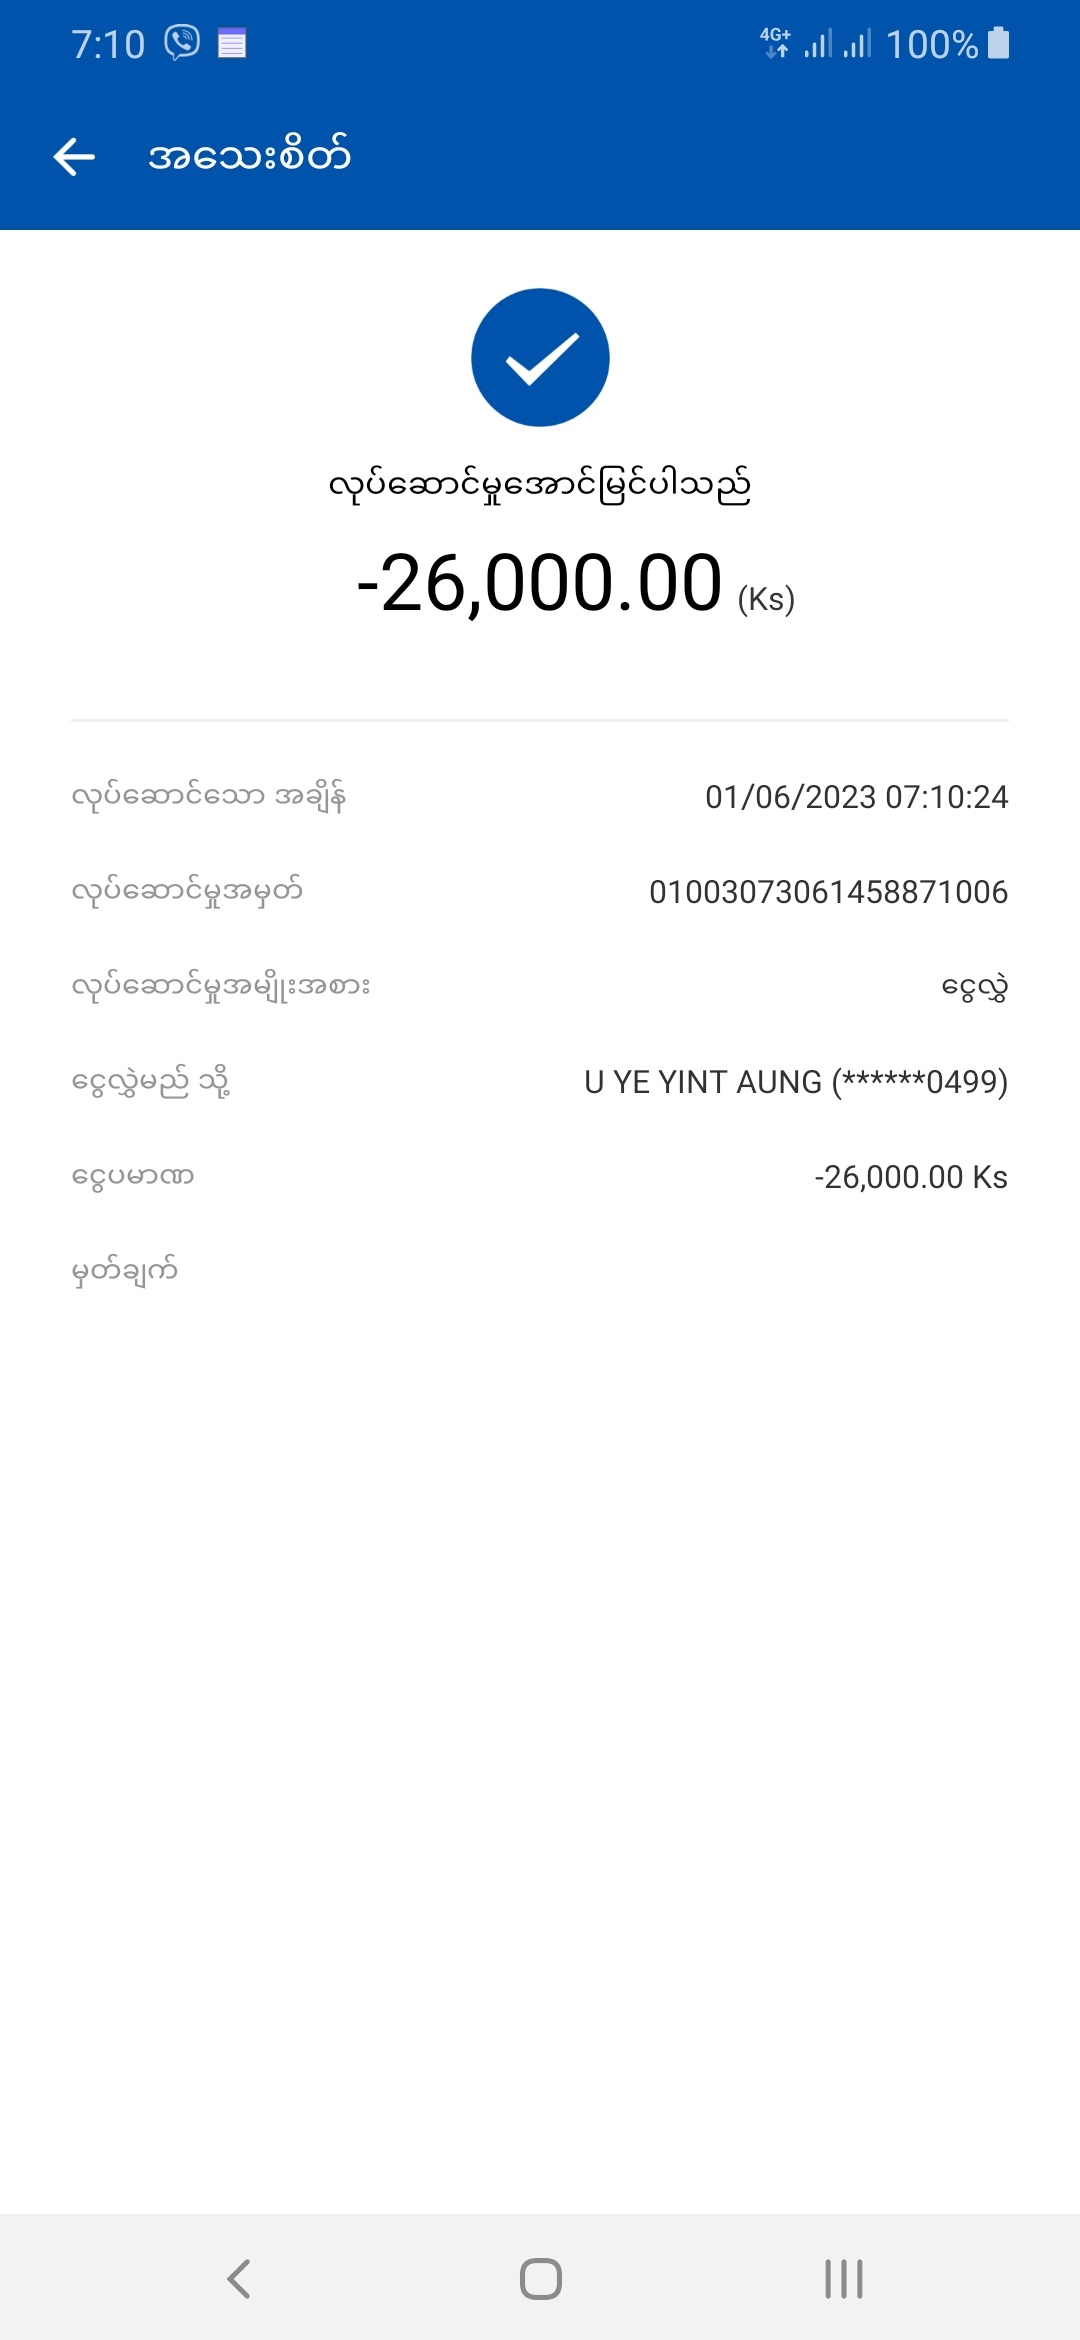 7:10 4G+ 100%
အသေးစိတ်
လုပ်ဆောင်မှုအောင်မြင်ပါသည်
-26,000.00 (Ks)
လုပ်ဆောင်သော အချိန် 01/06/2023 07:10:24
လုပ်ဆောင်မှုအမှတ် 01003073061458871006
လုပ်ဆောင်မှုအမျိုးအစား ငွေလွှဲ
ငွေလွှဲမည် သို့ U YE YINT AUNG (******0499)
ငွေပမာဏ -26,000.00 Ks
မှတ်ချက်